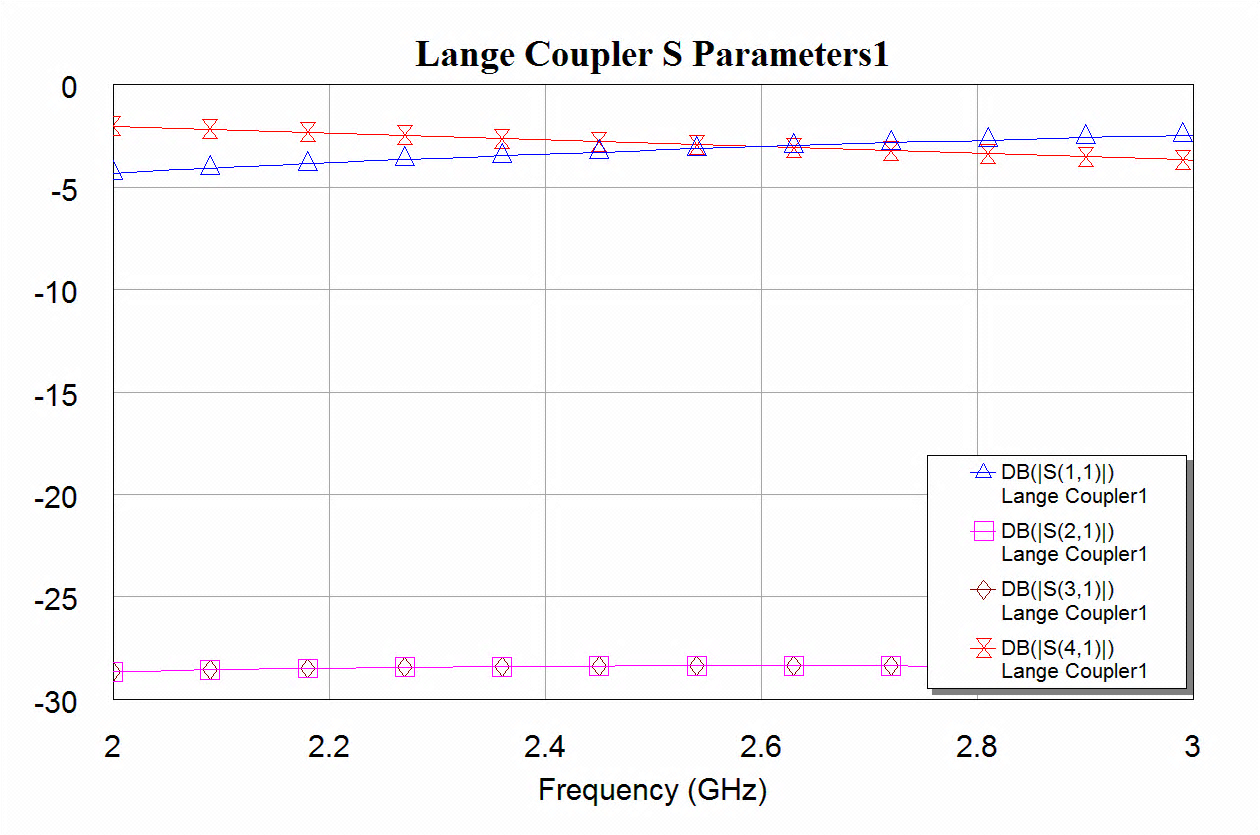 Lange Coupler S Parameters1
0
-5
-10
-15
-20
-25
-30
DB(|S(1,1)|)
Lange Coupler1
DB(|S(2,1)|)
Lange Coupler1
DB(|S(3,1)|)
Lange Coupler1
DB(|S(4,1)|)
Lange Coupler1
2 2.2 2.4 2.6 2.8 3
Frequency (GHz)